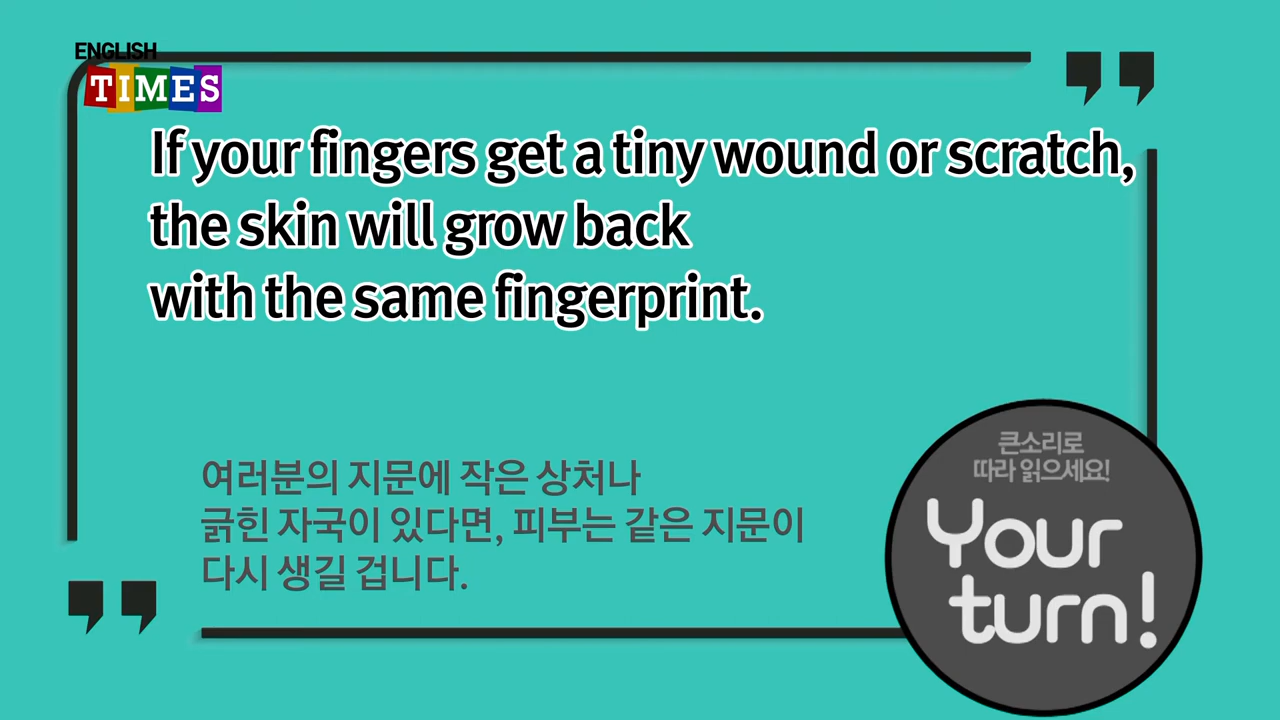 ENGLISH
TIMES
If your fingers get a tiny wound or scratch,
the skin will grow back
with the same fingerprint.
여러분의 지문에 작은 상처나
긁힌 자국이 있다면, 피부는 같은 지문이
다시 생길 겁니다.
큰소리로
따라 읽으세요!
Your
turn!